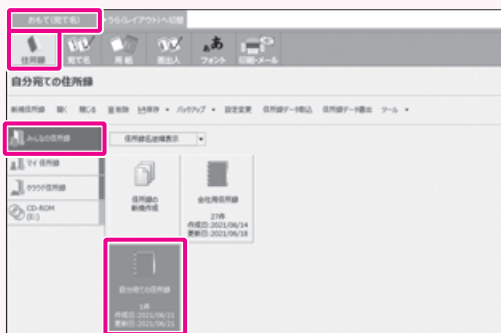 おもて(宛て名) うら(レイアウト)へ切替
住所録 宛て名 用紙 差出人 フォント 印刷・メール
自分宛ての住所録
新規住所録 開く 閉じる 削除 保存 バックアップ 設定変更 住所録データ取込 住所録データ書出 ツール
みんなの住所録 住所録名並順表示
マイ住所録
クラウド住所録
CD-ROM
(E:)
住所録の
新規作成
会社用住所録
27件
作成日:2021/06/14
更新日:2021/06/18
自分宛ての住所録
1件
作成日:2021/06/21
更新日:2021/06/21